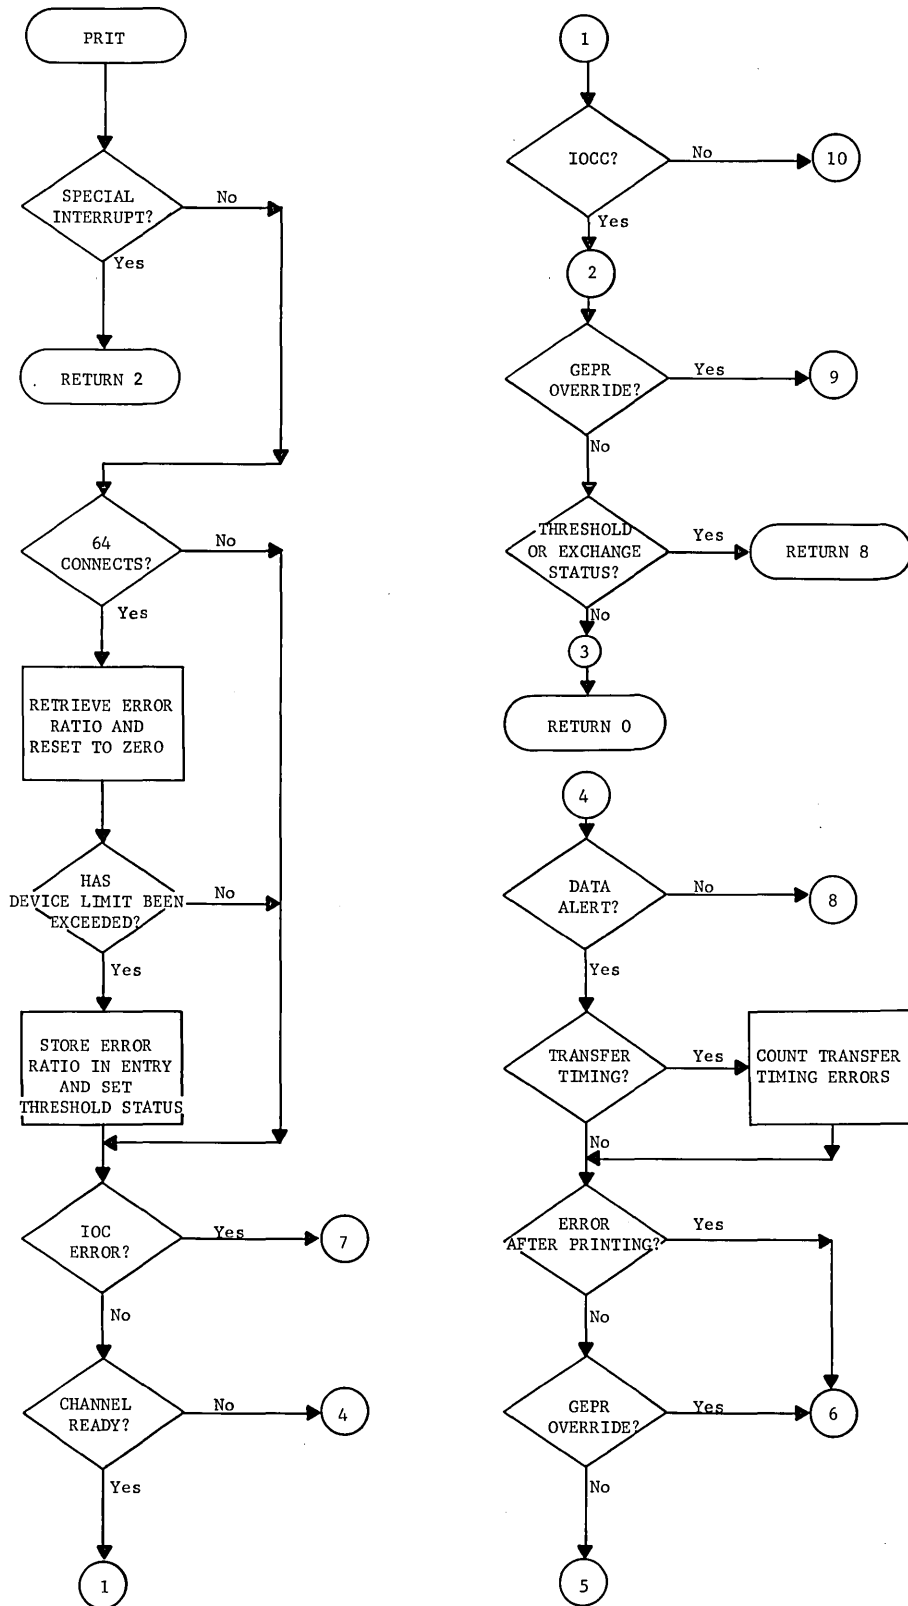 PRIT
SPECIAL
INTERRUPT?
No
Yes
RETURN 2
64
CONNECTS?
No
Yes
RETRIEVE ERROR
RATIO AND
RESET TO ZERO
HAS
DEVICE LIMIT BEEN
EXCEEDED?
No
Yes
STORE ERROR
RATIO IN ENTRY
AND SET
THRESHOLD STATUS
IOC
ERROR?
Yes
7
No
CHANNEL
READY?
No
4
Yes
1
1
IOCC?
No
10
Yes
2
GEPR
OVERRIDE?
Yes
9
No
THRESHOLD
OR EXCHANGE
STATUS?
Yes
RETURN 8
No
3
RETURN 0
4
DATA
ALERT?
No
8
Yes
TRANSFER
TIMING?
Yes
COUNT TRANSFER
TIMING ERRORS
No
ERROR
AFTER PRINTING?
Yes
No
GEPR
OVERRIDE?
Yes
6
No
5